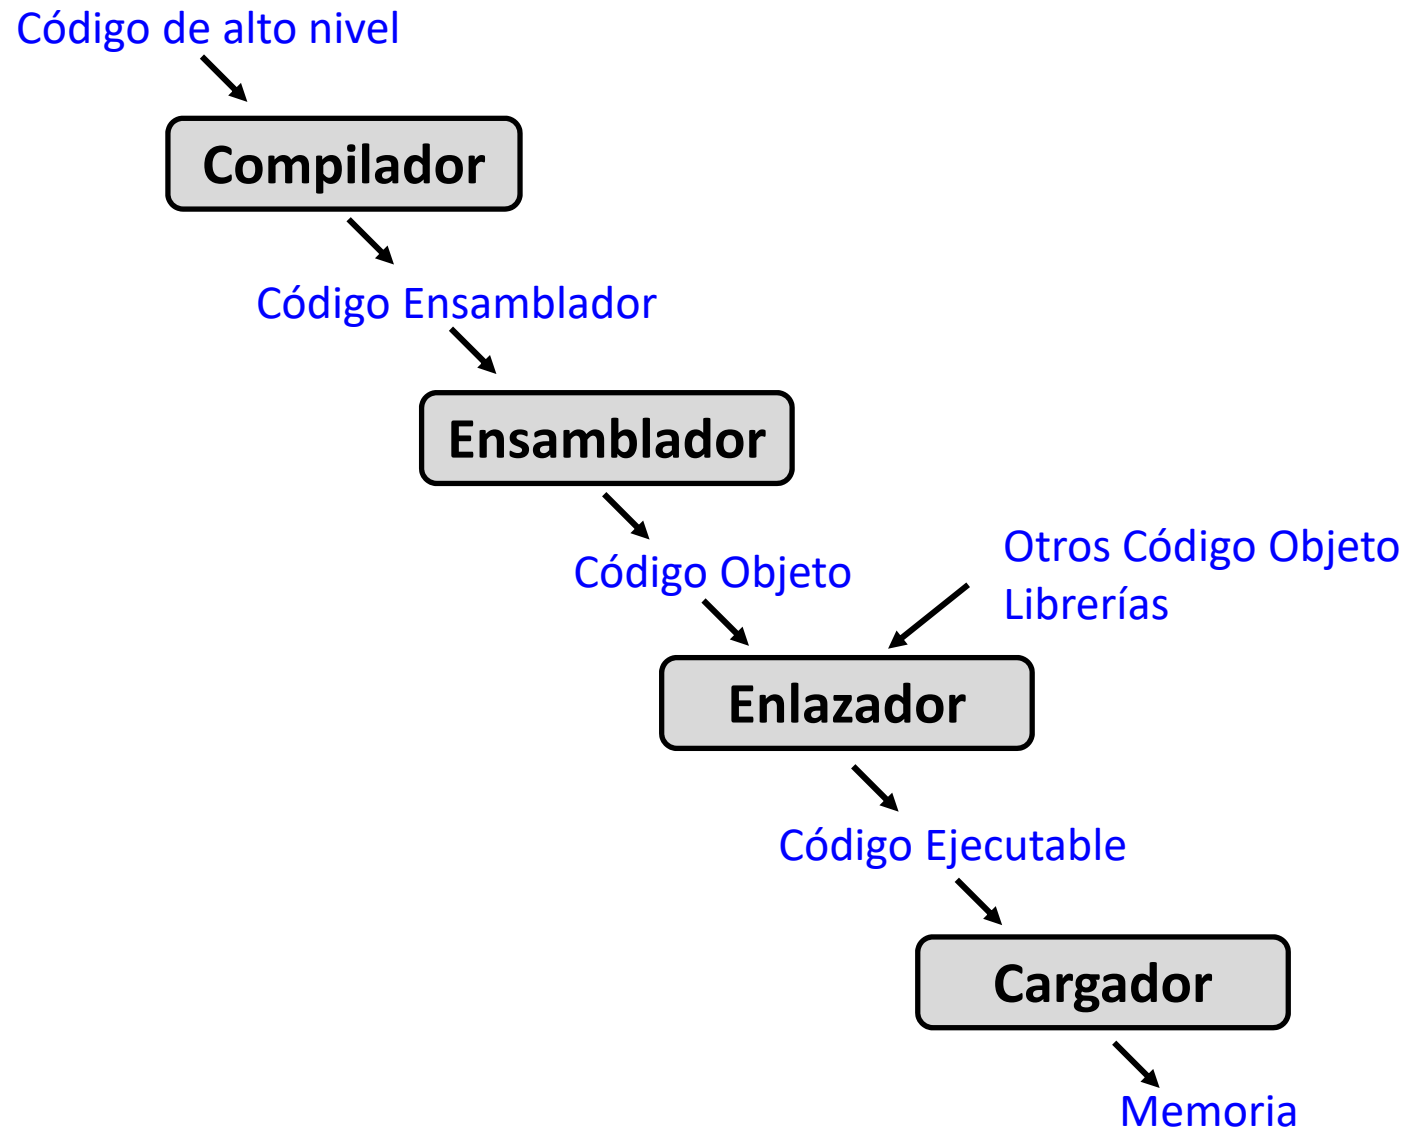 Código de alto nivel
Compilador
Código Ensamblador
Ensamblador
Código Objeto
Otros Código Objeto
Librerías
Enlazador
Código Ejecutable
Cargador
Memoria